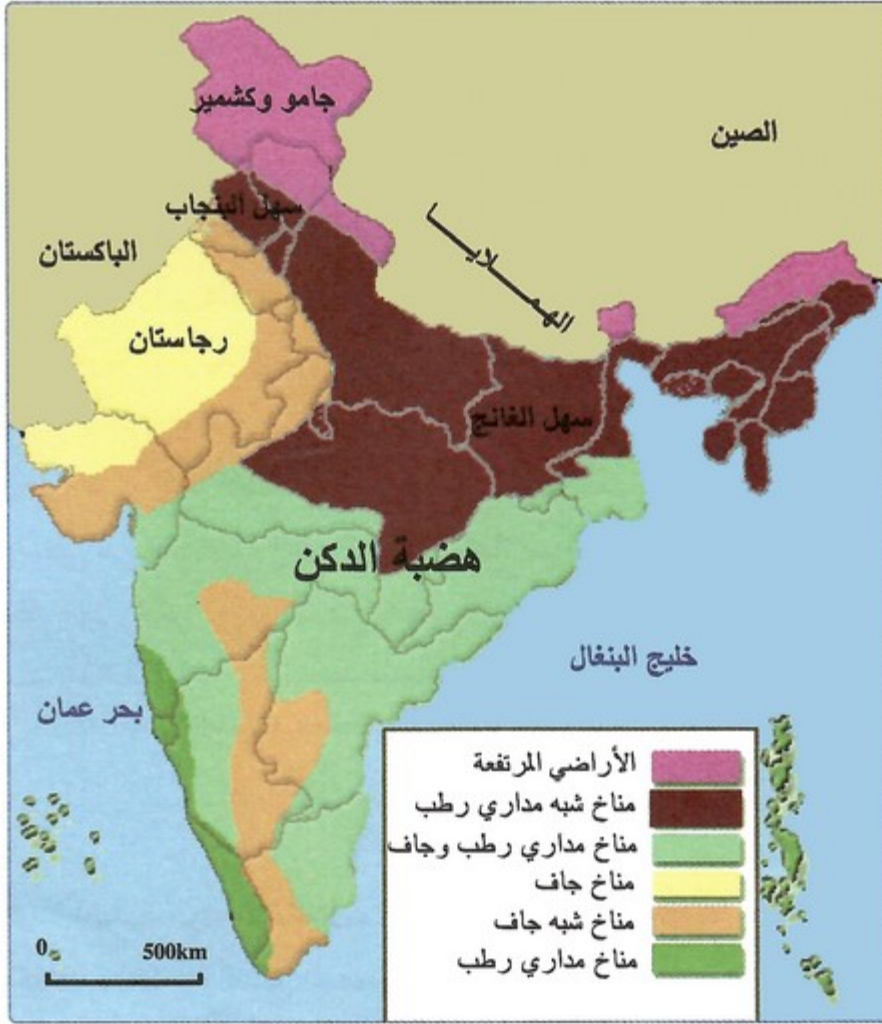 جامو وكشمير
الصين
سهل البنجاب
الباكستان
الهملايا
رجاستان
سهل الغانج
هضبة الدكن
خليج البنغال
بحر عمان
الأراضي المرتفعة
مناخ شبه مداري رطب
مناخ مداري رطب وجاف
مناخ جاف
مناخ شبه جاف
مناخ مداري رطب
0 500km